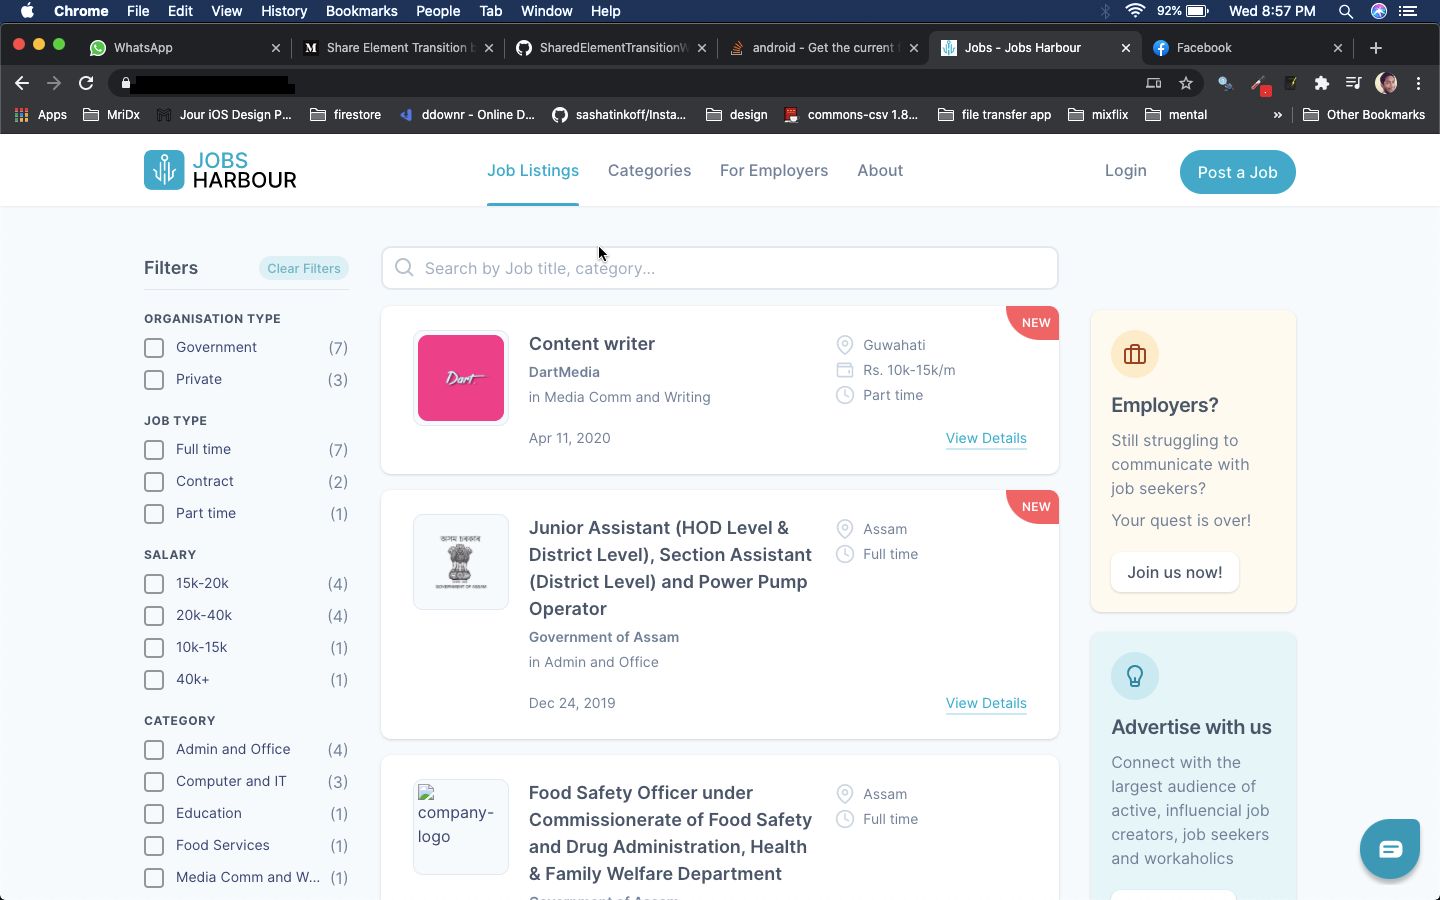 Chrome File Edit View History Bookmarks People Tab Window Help 92% Wed 8:57 PM
WhatsApp Share Element Transition SharedElementTransition android - Get the current Jobs - Jobs Harbour Facebook
Apps MriDx Jour iOS Design P... firestore ddownr - Online D... sashatinkoff/Insta... design commons-csv 1.8... file transfer app mixflix mental » Other Bookmarks
JOBS
HARBOUR
Job Listings Categories For Employers About Login Post a Job
Filters Clear Filters
ORGANISATION TYPE
Government (7)
Private (3)
JOB TYPE
Full time (7)
Contract (2)
Part time (1)
SALARY
15k-20k (4)
20k-40k (4)
10k-15k (1)
40k+ (1)
CATEGORY
Admin and Office (4)
Computer and IT (3)
Education (1)
Food Services (1)
Media Comm and W... (1)
Search by Job title, category...
NEW
Dart
Content writer
DartMedia
in Media Comm and Writing
Guwahati
Rs. 10k-15k/m
Part time
Apr 11, 2020 View Details
NEW
অসম চৰকাৰ
GOVERNMENT OF ASSAM
Junior Assistant (HOD Level &
District Level), Section Assistant
(District Level) and Power Pump
Operator
Government of Assam
in Admin and Office
Assam
Full time
Dec 24, 2019 View Details
company-
logo
Food Safety Officer under
Commissionerate of Food Safety
and Drug Administration, Health
& Family Welfare Department
Government of Assam
Assam
Full time
Employers?
Still struggling to
communicate with
job seekers?
Your quest is over!
Join us now!
Advertise with us
Connect with the
largest audience of
active, influencial job
creators, job seekers
and workaholics